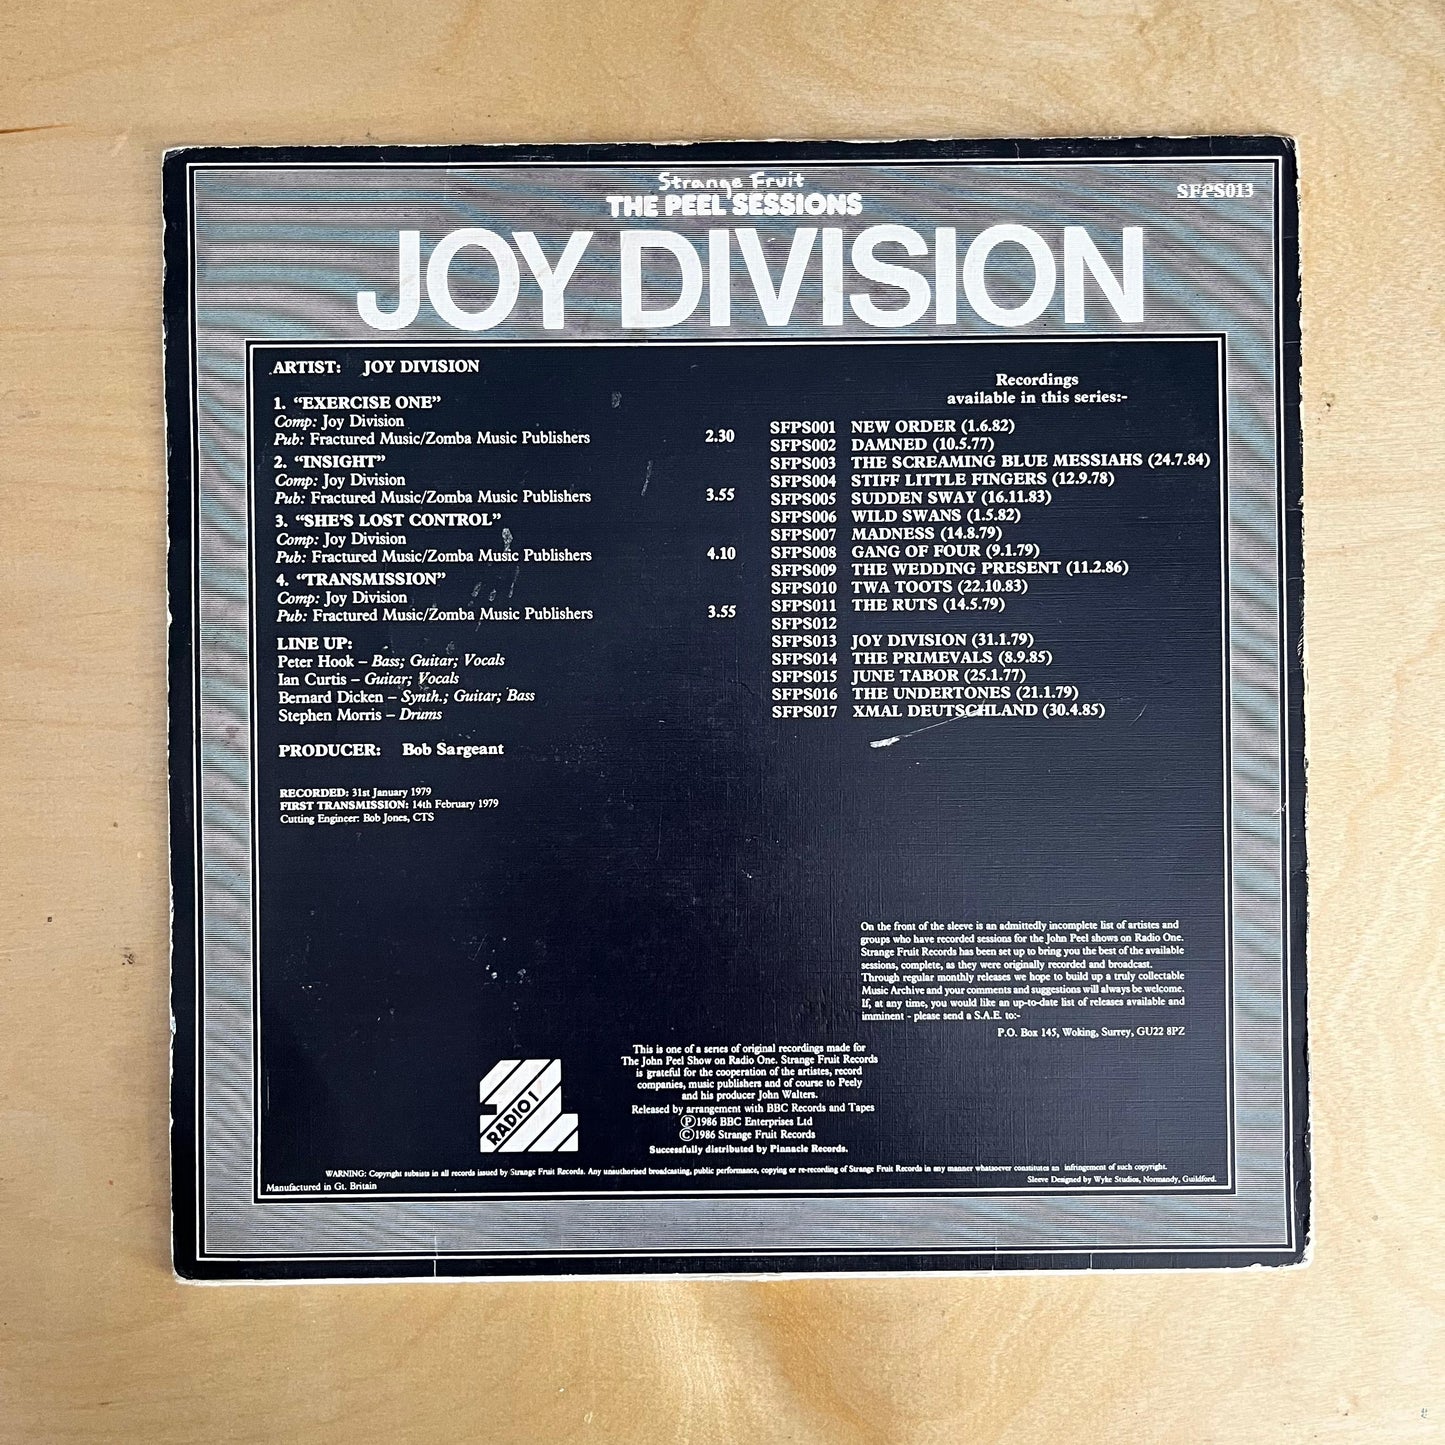 Strange Fruit
THE PEEL SESSIONS
SFPS013
JOY DIVISION
ARTIST: JOY DIVISION
1. “EXERCISE ONE”
Comp: Joy Division
Pub: Fractured Music/Zomba Music Publishers 2.30
2. “INSIGHT”
Comp: Joy Division
Pub: Fractured Music/Zomba Music Publishers 3.55
3. “SHE’S LOST CONTROL”
Comp: Joy Division
Pub: Fractured Music/Zomba Music Publishers 4.10
4. “TRANSMISSION”
Comp: Joy Division
Pub: Fractured Music/Zomba Music Publishers 3.55
LINE UP:
Peter Hook – Bass; Guitar; Vocals
Ian Curtis – Guitar; Vocals
Bernard Dicken – Synth.; Guitar; Bass
Stephen Morris – Drums
PRODUCER: Bob Sargeant
RECORDED: 31st January 1979
FIRST TRANSMISSION: 14th February 1979
Cutting Engineer: Bob Jones, CTS
Recordings
available in this series:-
SFPS001 NEW ORDER (1.6.82)
SFPS002 DAMNED (10.5.77)
SFPS003 THE SCREAMING BLUE MESSIAHS (24.7.84)
SFPS004 STIFF LITTLE FINGERS (12.9.78)
SFPS005 SUDDEN SWAY (16.11.83)
SFPS006 WILD SWANS (1.5.82)
SFPS007 MADNESS (14.8.79)
SFPS008 GANG OF FOUR (9.1.79)
SFPS009 THE WEDDING PRESENT (11.2.86)
SFPS010 TWA TOOTS (22.10.83)
SFPS011 THE RUTS (14.5.79)
SFPS012
SFPS013 JOY DIVISION (31.1.79)
SFPS014 THE PRIMEVALS (8.9.85)
SFPS015 JUNE TABOR (25.1.77)
SFPS016 THE UNDERTONES (21.1.79)
SFPS017 XMAL DEUTSCHLAND (30.4.85)
On the front of the sleeve is an admittedly incomplete list of artistes and
groups who have recorded sessions for the John Peel shows on Radio One.
Strange Fruit Records has been set up to bring you the best of the available
sessions, complete, as they were originally recorded and broadcast.
Through regular monthly releases we hope to build up a truly collectable
Music Archive and your comments and suggestions will always be welcome.
If, at any time, you would like an up-to-date list of releases available and
imminent - please send a S.A.E. to:-
P.O. Box 145, Woking, Surrey, GU22 8PZ
RADIO 1
This is one of a series of original recordings made for
The John Peel Show on Radio One. Strange Fruit Records
is grateful for the cooperation of the artistes, record
companies, music publishers and of course to Peely
and his producer John Walters.
Released by arrangement with BBC Records and Tapes
Ⓟ1986 BBC Enterprises Ltd
©1986 Strange Fruit Records
Successfully distributed by Pinnacle Records.
WARNING: Copyright subsists in all records issued by Strange Fruit Records. Any unauthorised broadcasting, public performance, copying or re-recording of Strange Fruit Records in any manner whatsoever constitutes an infringement of such copyright.
Manufactured in Gt. Britain
Sleeve Designed by Wyke Studios, Normandy, Guildford.